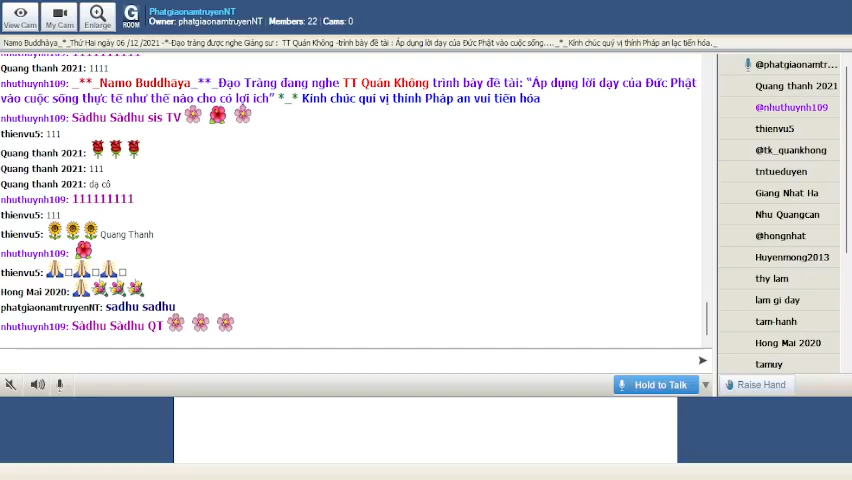 PhatgiaonamtruyenNT
Owner: phatgiaonamtruyenNT Members: 22 Cams: 0
View Cam My Cam Enlarge G ROOM
Namo Buddhàya_*_Thứ Hai ngày 06 /12 /2021 -*-Đạo tràng được nghe Giảng sư : TT Quán Không -trình bày đề tài : Áp dụng lời dạy của Đức Phật vào cuộc sống...._*_ Kính chúc quý vị thính Pháp an lạc tiến hóa._
Quang thanh 2021: 1111
nhuthuynh109: _**_Namo Buddhāya_**_Đạo Tràng đang nghe TT Quán Không trình bày đề tài: “Áp dụng lời dạy của Đức Phật
vào cuộc sống thực tế như thế nào cho có lợi ích” *_* Kính chúc quí vị thính Pháp an vui tiến hóa
nhuthuynh109: Sàdhu Sàdhu sis TV
thienvu5: 111
Quang thanh 2021:
Quang thanh 2021: 111
Quang thanh 2021: dạ cô
nhuthuynh109: 111111111
thienvu5: 111
thienvu5: Quang Thanh
nhuthuynh109:
thienvu5:
Hong Mai 2020:
phatgiaonamtruyenNT: sadhu sadhu
nhuthuynh109: Sàdhu Sàdhu QT
@phatgiaonamtru...
Quang thanh 2021
@nhuthuynh109
thienvu5
@tk_quankhong
tntueduyen
Giang Nhat Ha
Nhu Quangcan
@hongnhat
Huyenmong2013
thy lam
lam gi day
tam-hanh
Hong Mai 2020
tamuy
Hold to Talk
Raise Hand